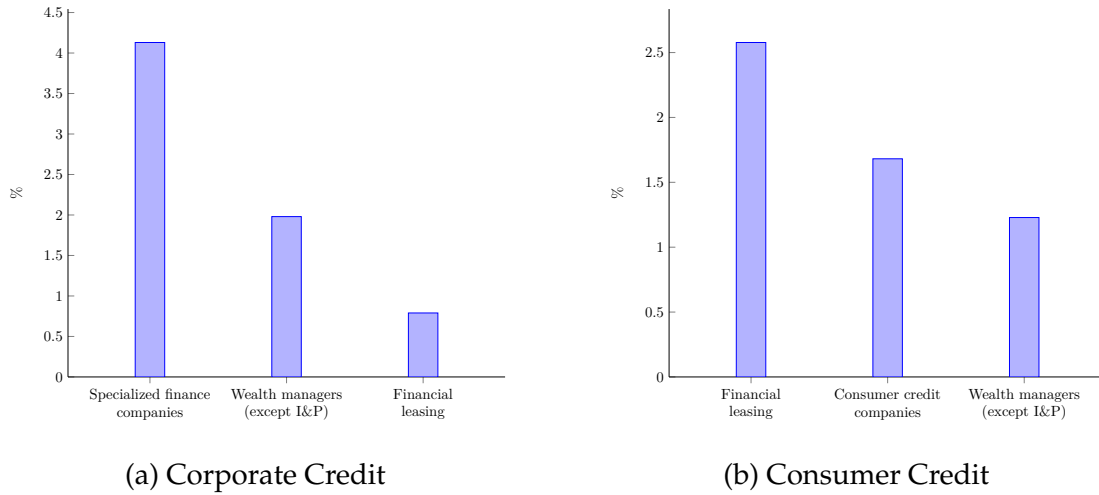 4.5
4
3.5
3
2.5
2
1.5
1
0.5
0
%
Specialized finance
companies
Wealth managers
(except I&P)
Financial
leasing
(a) Corporate Credit
2.5
2
1.5
1
0.5
0
%
Financial
leasing
Consumer credit
companies
Wealth managers
(except I&P)
(b) Consumer Credit